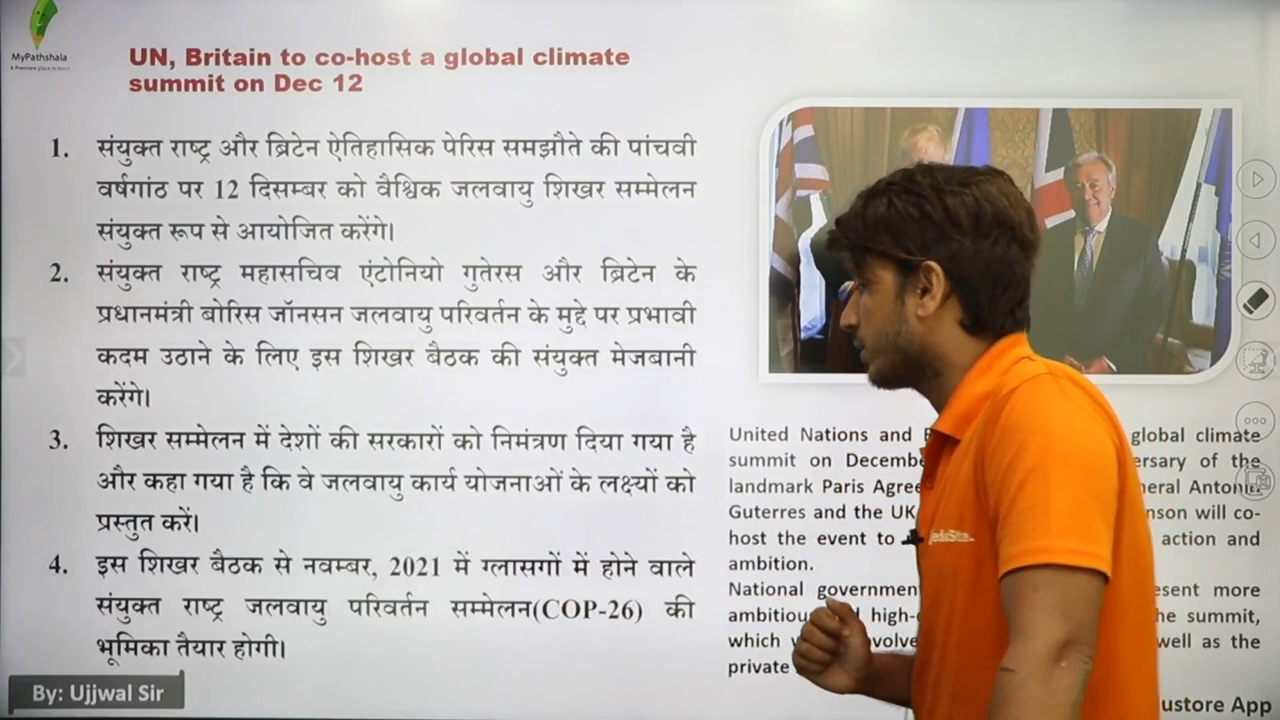 MyPathshala
UN, Britain to co-host a global climate
summit on Dec 12
1. संयुक्त राष्ट्र और ब्रिटेन ऐतिहासिक पेरिस समझौते की पांचवी
वर्षगांठ पर 12 दिसम्बर को वैश्विक जलवायु शिखर सम्मेलन
संयुक्त रूप से आयोजित करेंगे।
2. संयुक्त राष्ट्र महासचिव एंटोनियो गुतेरस और ब्रिटेन के
प्रधानमंत्री बोरिस जॉनसन जलवायु परिवर्तन के मुद्दे पर प्रभावी
कदम उठाने के लिए इस शिखर बैठक की संयुक्त मेजबानी
करेंगे।
3. शिखर सम्मेलन में देशों की सरकारों को निमंत्रण दिया गया है
और कहा गया है कि वे जलवायु कार्य योजनाओं के लक्ष्यों को
प्रस्तुत करें।
4. इस शिखर बैठक से नवम्बर, 2021 में ग्लासगों में होने वाले
संयुक्त राष्ट्र जलवायु परिवर्तन सम्मेलन(COP-26) की
भूमिका तैयार होगी।
United Nations and global climate
summit on of the
landmark Paris
Guterres and the UK will co-
host the event to action and
ambition.
National more
summit,
which well as the
private
By: Ujjwal Sir
App